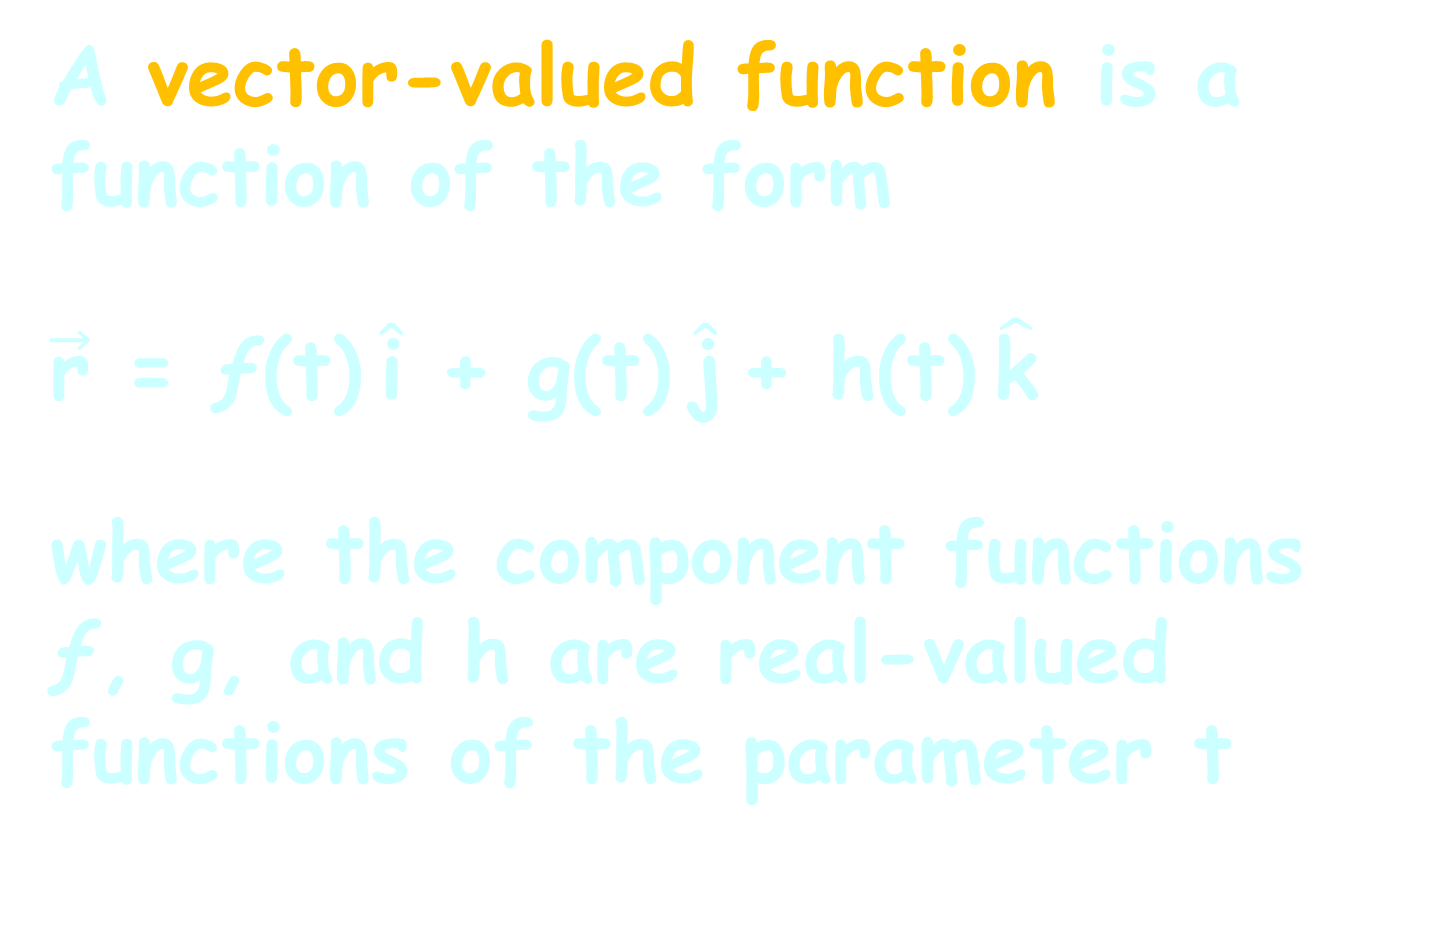 A vector-valued function is a
function of the form
r⃗ = f(t) î + g(t) ĵ + h(t) k̂
where the component functions
f, g, and h are real-valued
functions of the parameter t